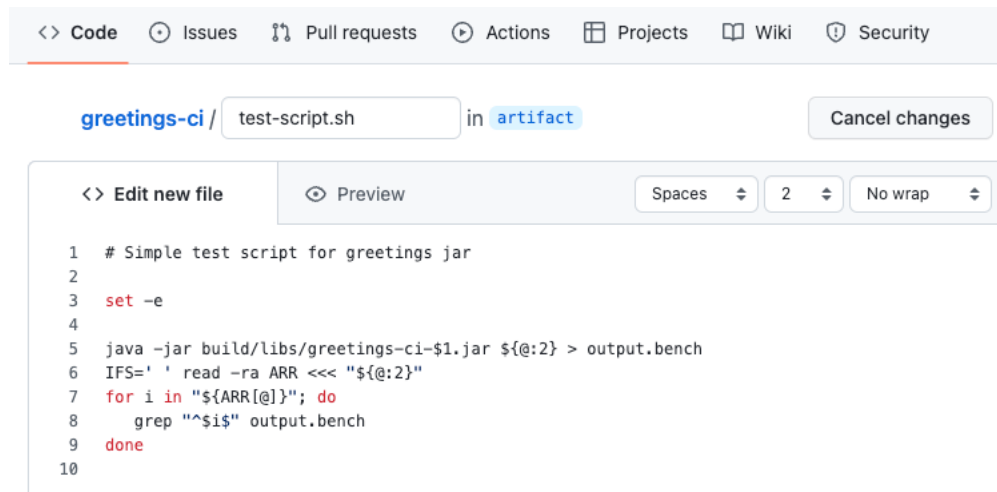 <> Code Issues Pull requests Actions Projects Wiki Security
greetings-ci / test-script.sh in artifact Cancel changes
<> Edit new file Preview Spaces 2 No wrap
1 # Simple test script for greetings jar
2
3 set -e
4
5 java -jar build/libs/greetings-ci-$1.jar ${@:2} > output.bench
6 IFS=' ' read -ra ARR <<< "${@:2}"
7 for i in "${ARR[@]}"; do
8 grep "^$i$" output.bench
9 done
10